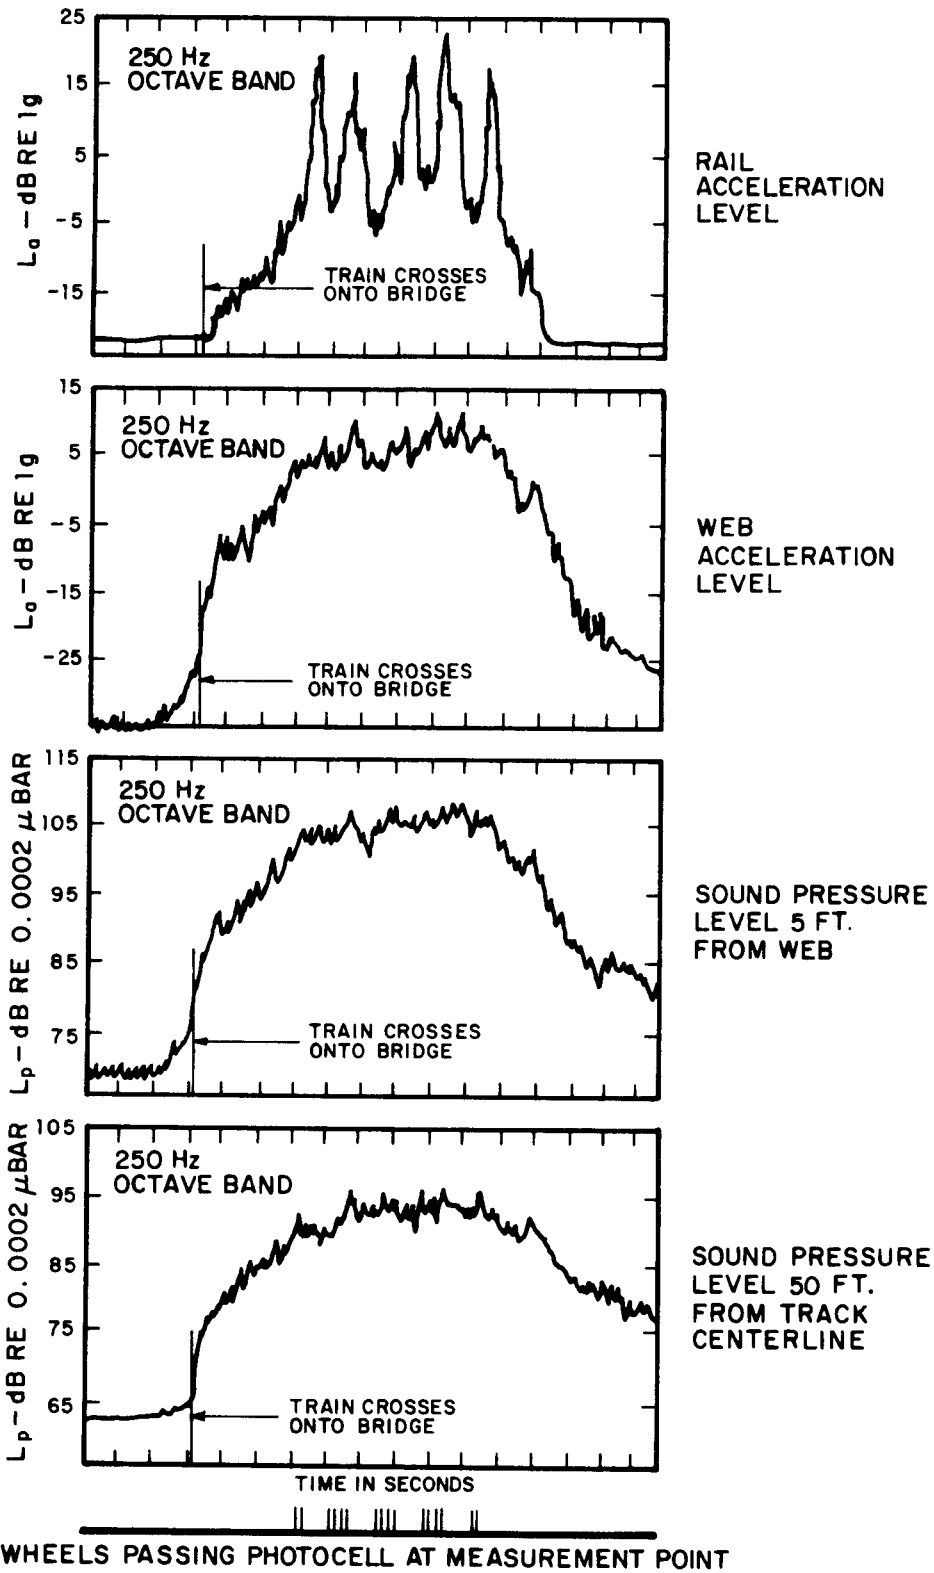 25
15
5
-5
-15
La – dB RE 1g
250 Hz
OCTAVE BAND
TRAIN CROSSES
ONTO BRIDGE
RAIL
ACCELERATION
LEVEL
15
5
-5
-15
-25
La – dB RE 1g
250 Hz
OCTAVE BAND
TRAIN CROSSES
ONTO BRIDGE
WEB
ACCELERATION
LEVEL
115
105
95
85
75
Lp – dB RE 0.0002 μBAR
250 Hz
OCTAVE BAND
TRAIN CROSSES
ONTO BRIDGE
SOUND PRESSURE
LEVEL 5 FT.
FROM WEB
105
95
85
75
65
Lp – dB RE 0.0002 μBAR
250 Hz
OCTAVE BAND
TRAIN CROSSES
ONTO BRIDGE
SOUND PRESSURE
LEVEL 50 FT.
FROM TRACK
CENTERLINE
TIME IN SECONDS
WHEELS PASSING PHOTOCELL AT MEASUREMENT POINT